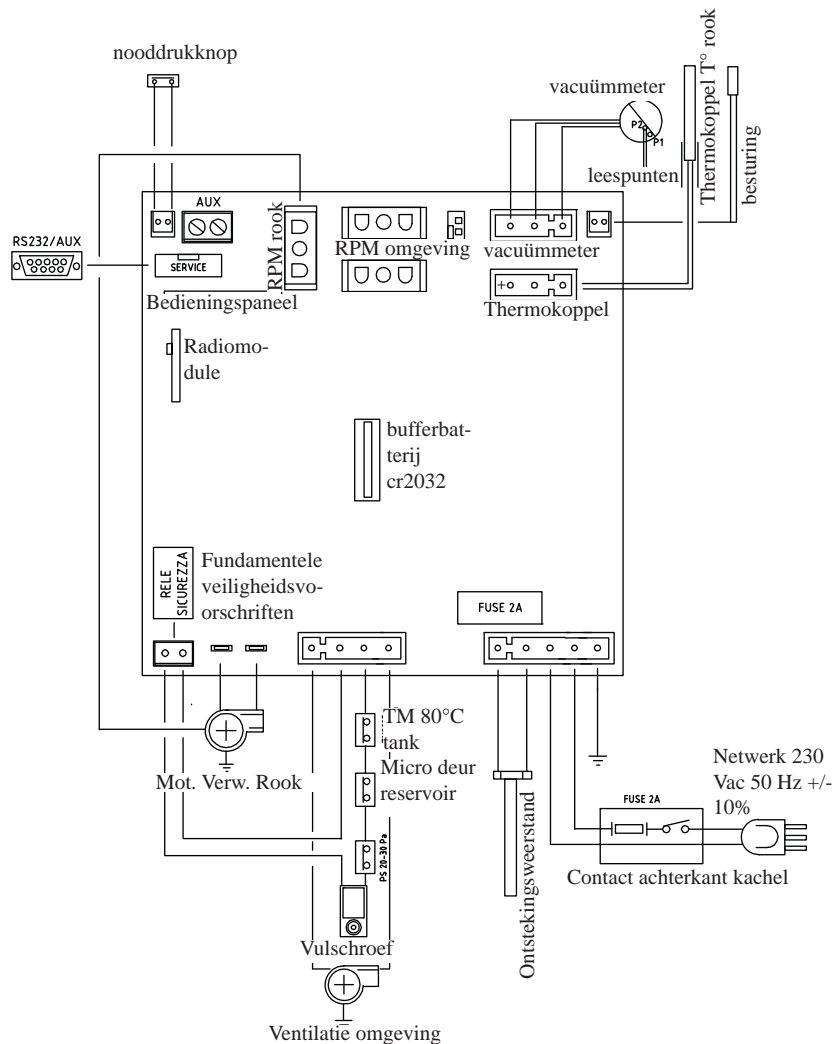 nooddrukknop
vacuümmeter
P2
P1
leespunten
Thermokoppel T° rook
besturing
AUX
RS232/AUX
SERVICE
RPM rook
RPM omgeving
vacuümmeter
Bedieningspaneel
+
Thermokoppel
Radiomo-
dule
bufferbat-
terij
cr2032
RELE
SICUREZZA
Fundamentele
veiligheidsvo-
orschriften
FUSE 2A
TM 80°C
tank
Micro deur
reservoir
Mot. Verw. Rook
PS 20-30 Pa
Vulschroef
Ventilatie omgeving
Ontstekingsweerstand
Netwerk 230
Vac 50 Hz +/-
10%
FUSE 2A
Contact achterkant kachel